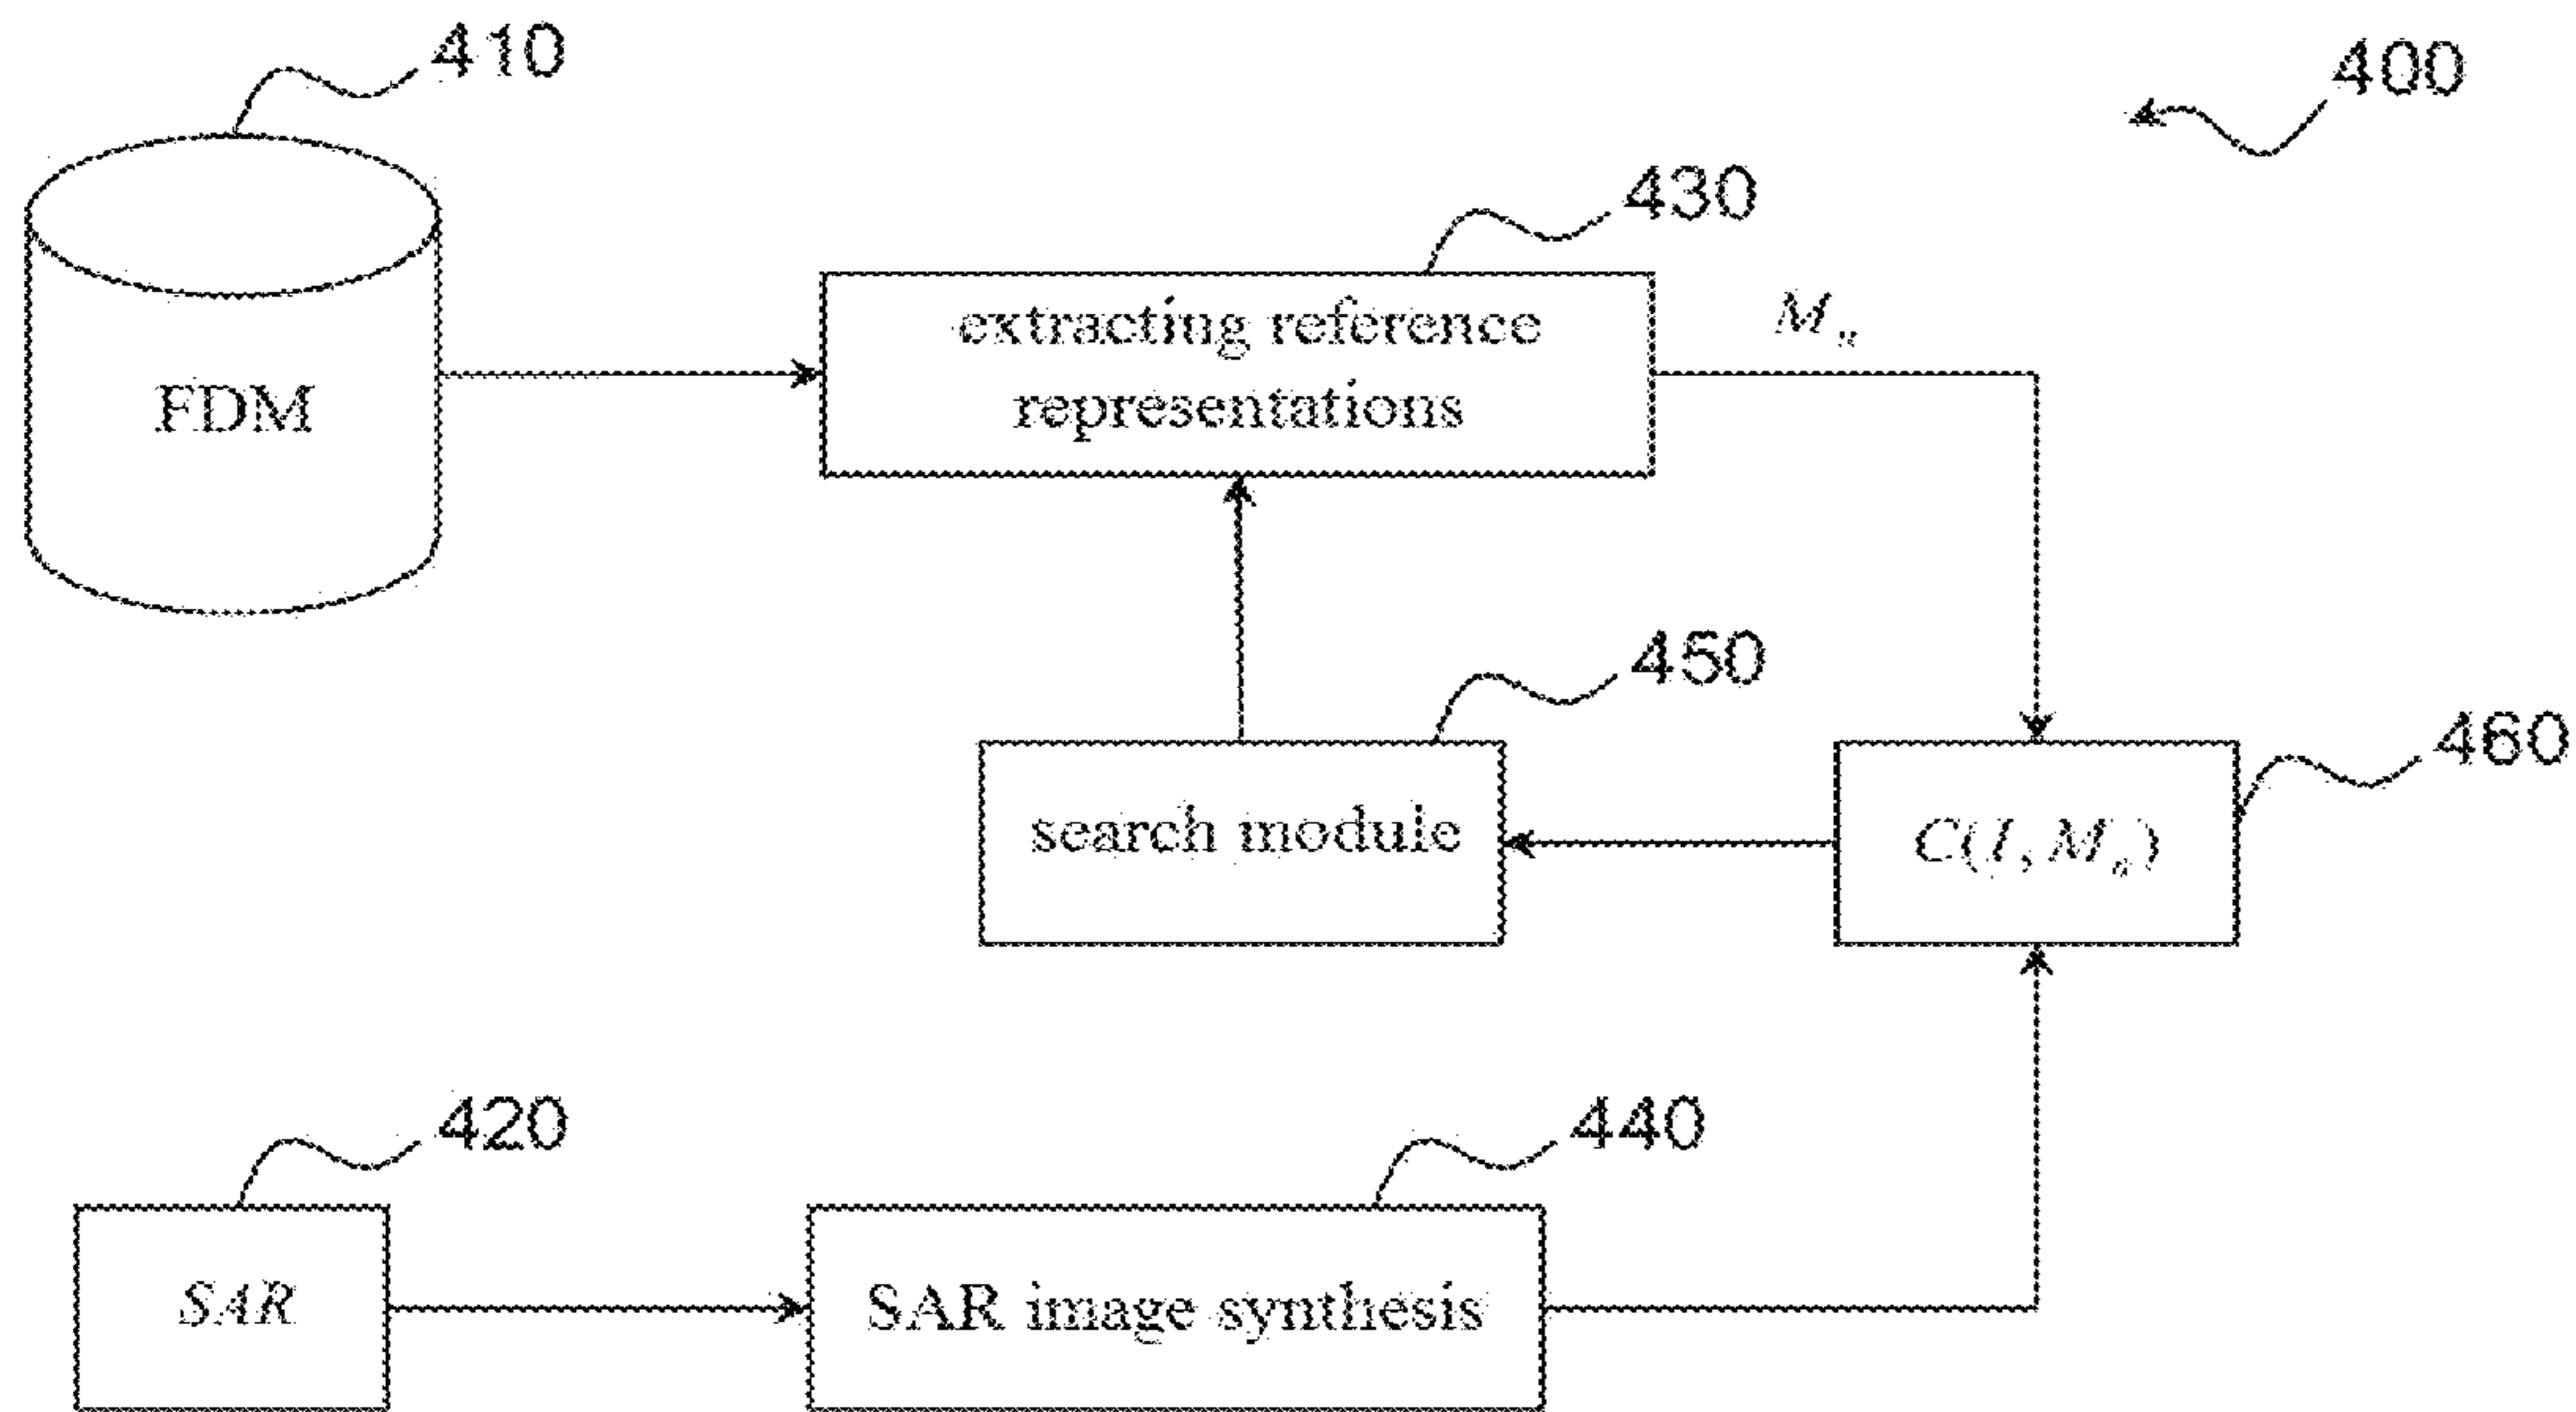 410
400
430
extracting reference
representations
M_n
FDM
450
460
search module
C(I, M_n)
420
440
SAR
SAR image synthesis